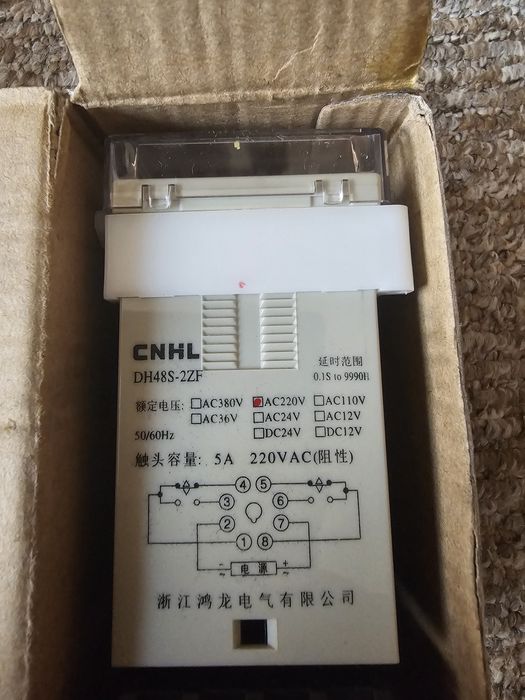 CNHL
DH48S-2ZF
延时范围
0.1S to 9990H
额定电压: AC380V AC220V AC110V
AC36V AC24V AC12V
50/60Hz DC24V DC12V
触头容量: 5A 220VAC(阻性)
4 5
3 6
2 7
1 8
- 电源 +
~ ~
浙江鸿龙电气有限公司